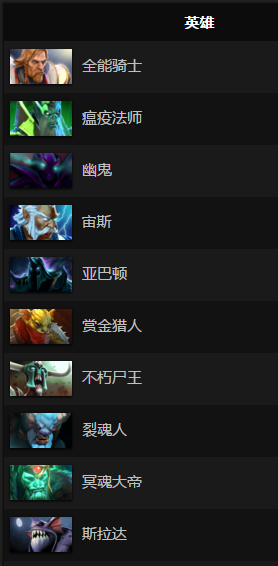 英雄
全能骑士
瘟疫法师
幽鬼
宙斯
亚巴顿
赏金猎人
不朽尸王
裂魂人
冥魂大帝
斯拉达